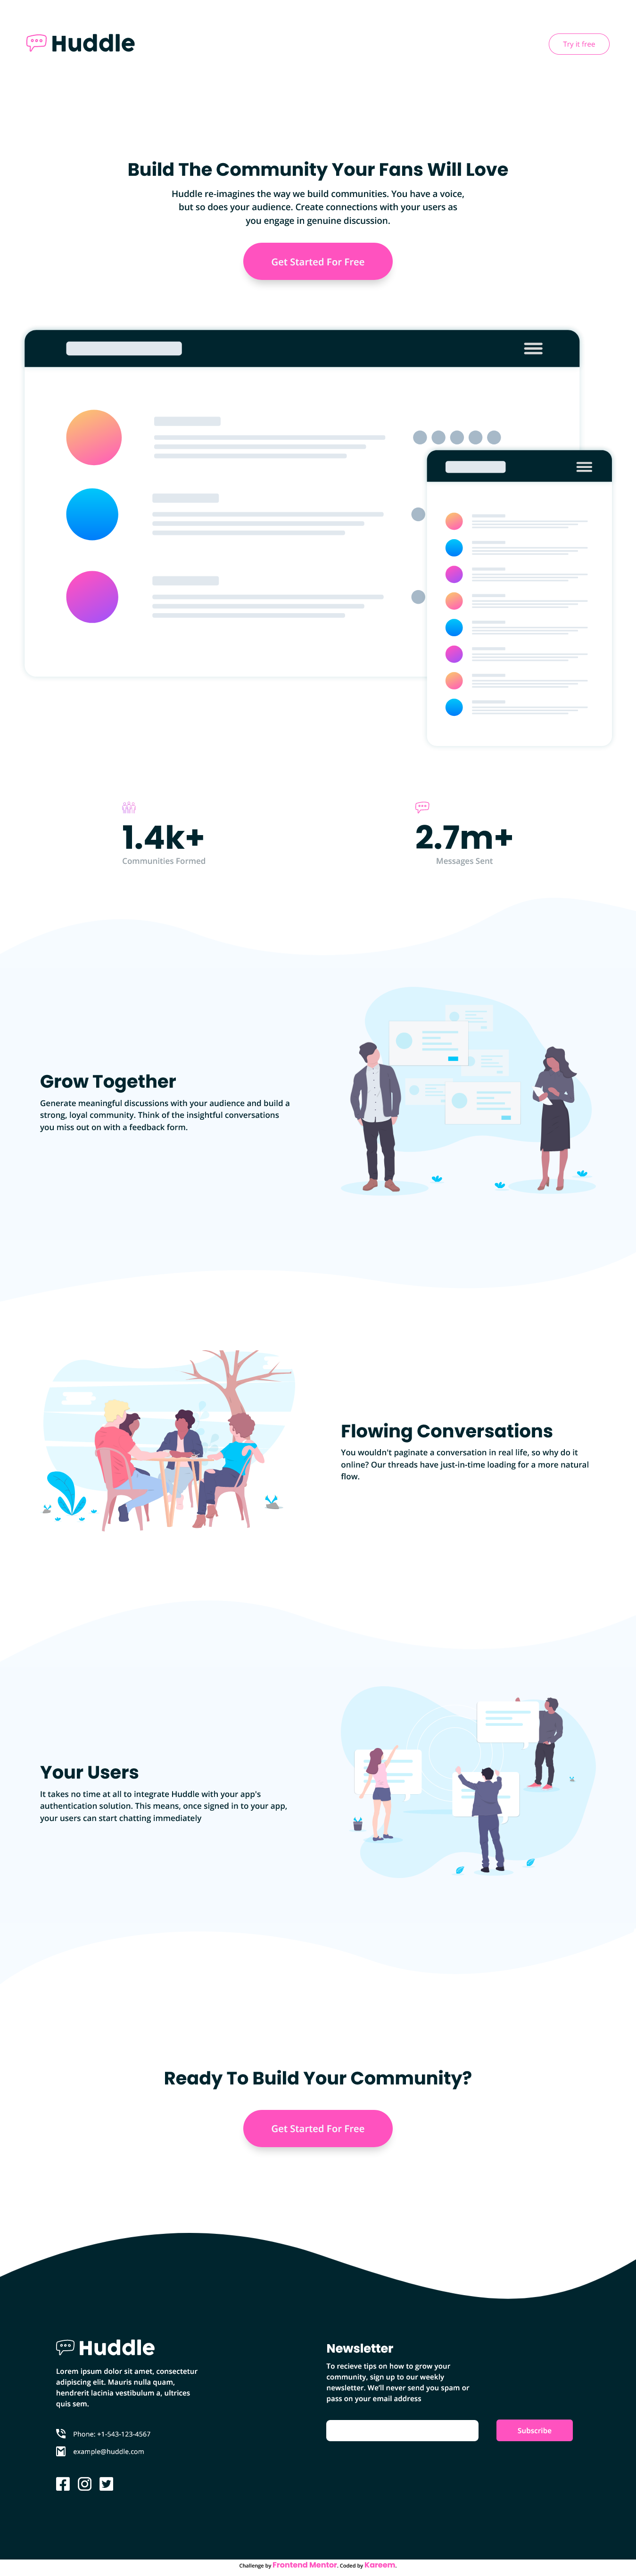 Huddle
Try it free
Build The Community Your Fans Will Love
Huddle re-imagines the way we build communities. You have a voice,
but so does your audience. Create connections with your users as
you engage in genuine discussion.
Get Started For Free
1.4k+
Communities Formed
2.7m+
Messages Sent
Grow Together
Generate meaningful discussions with your audience and build a
strong, loyal community. Think of the insightful conversations
you miss out on with a feedback form.
Flowing Conversations
You wouldn't paginate a conversation in real life, so why do it
online? Our threads have just-in-time loading for a more natural
flow.
Your Users
It takes no time at all to integrate Huddle with your app's
authentication solution. This means, once signed in to your app,
your users can start chatting immediately
Ready To Build Your Community?
Get Started For Free
Huddle
Lorem ipsum dolor sit amet, consectetur
adipiscing elit. Mauris nulla quam,
hendrerit lacinia vestibulum a, ultrices
quis sem.
Phone: +1-543-123-4567
example@huddle.com
Newsletter
To recieve tips on how to grow your
community, sign up to our weekly
newsletter. We'll never send you spam or
pass on your email address
Subscribe
Challenge by Frontend Mentor. Coded by Kareem.